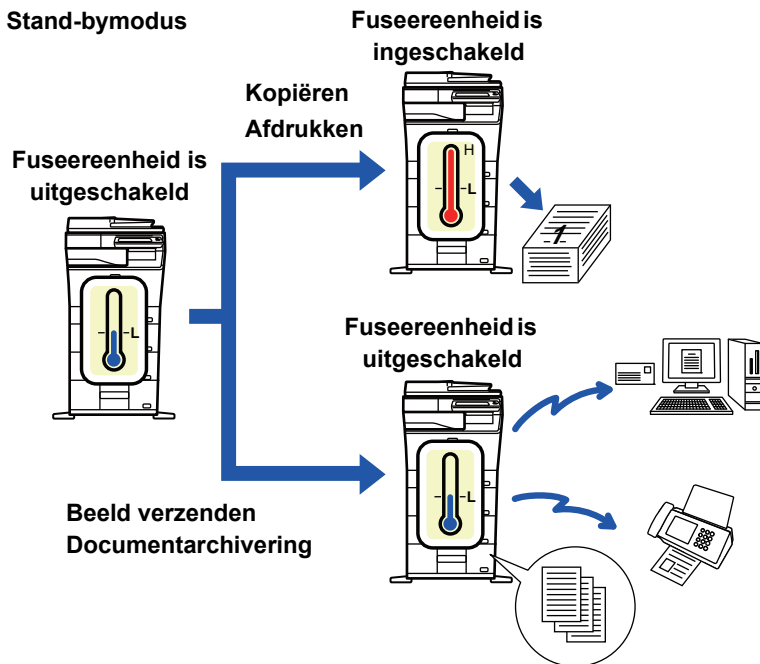 Stand-bymodus
Fuseereenheid is
ingeschakeld
Kopiëren
Afdrukken
Fuseereenheid is
uitgeschakeld
H
L
1
L
Fuseereenheid is
uitgeschakeld
L
Beeld verzenden
Documentarchivering